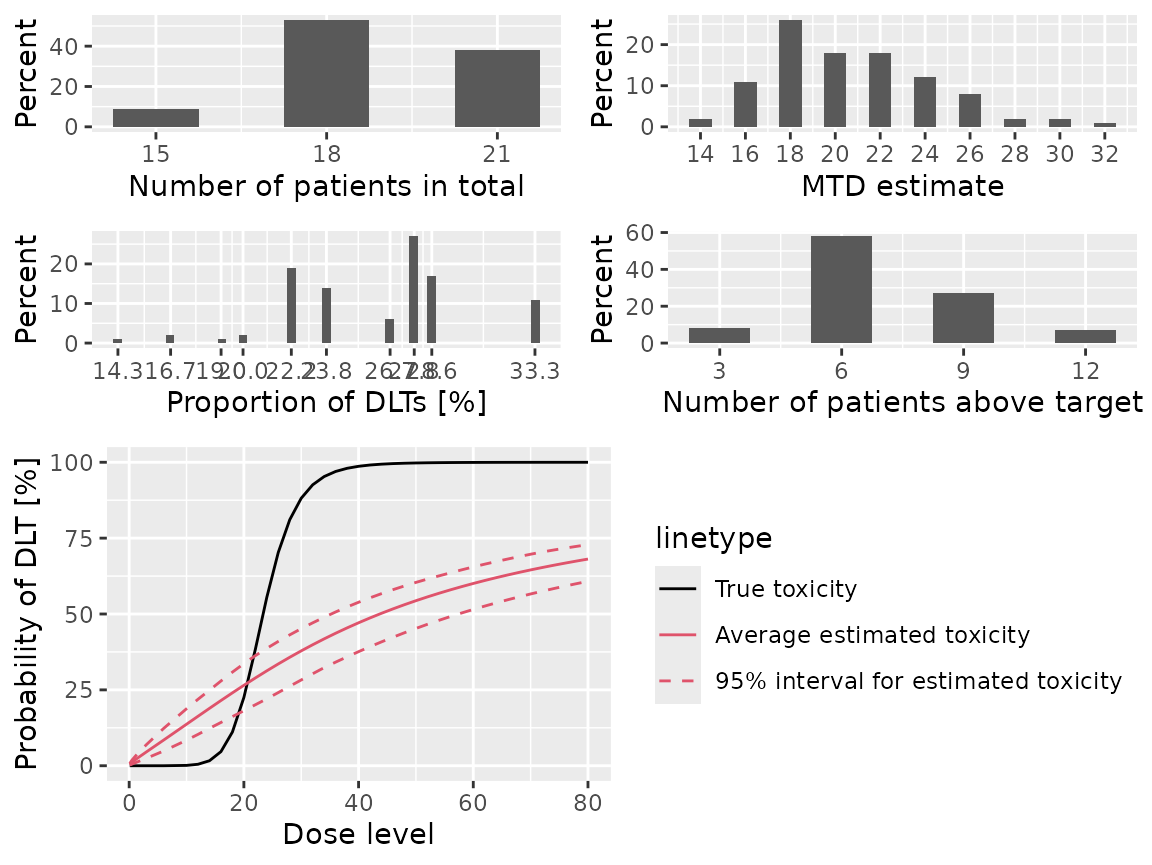 Percent
40
20
0
15 18 21
Number of patients in total
Percent
20
10
0
14 16 18 20 22 24 26 28 30 32
MTD estimate
Percent
20
10
0
14.3 16.7 20.0 22.2 23.8 28.6 33.3
Proportion of DLTs [%]
Percent
60
40
20
0
3 6 9 12
Number of patients above target
Probability of DLT [%]
100
75
50
25
0
0 20 40 60 80
Dose level
linetype
True toxicity
Average estimated toxicity
95% interval for estimated toxicity